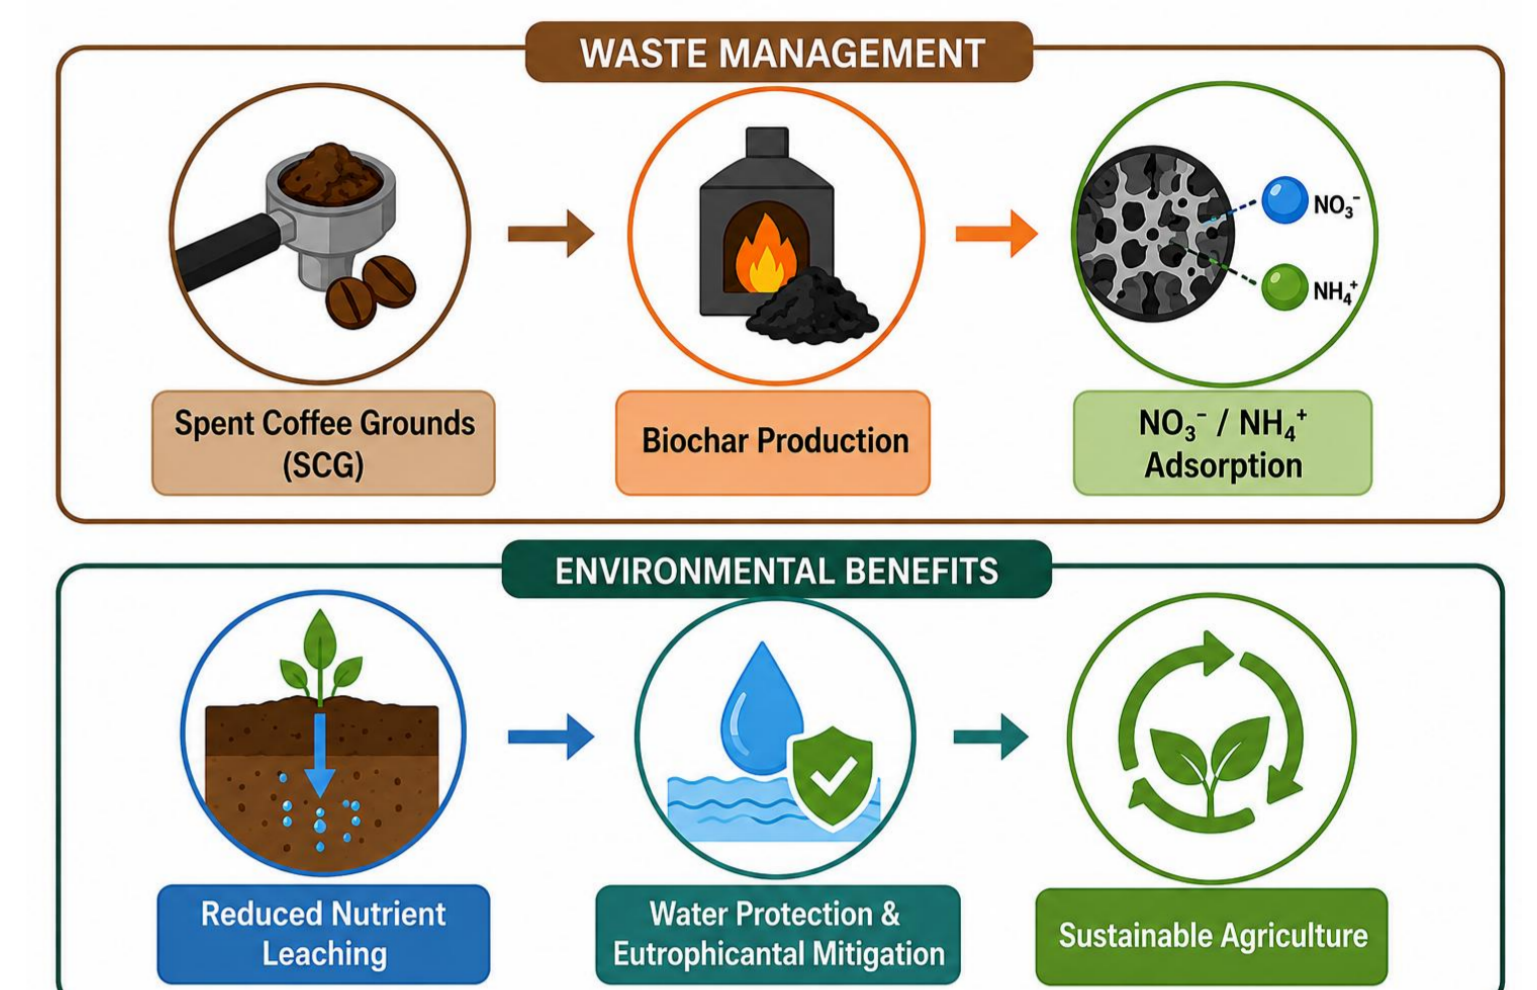 WASTE MANAGEMENT
NO₃⁻
NH₄⁺
Spent Coffee Grounds
(SCG)
Biochar Production
NO₃⁻ / NH₄⁺
Adsorption
ENVIRONMENTAL BENEFITS
Reduced Nutrient
Leaching
Water Protection &
Eutrophicantal Mitigation
Sustainable Agriculture